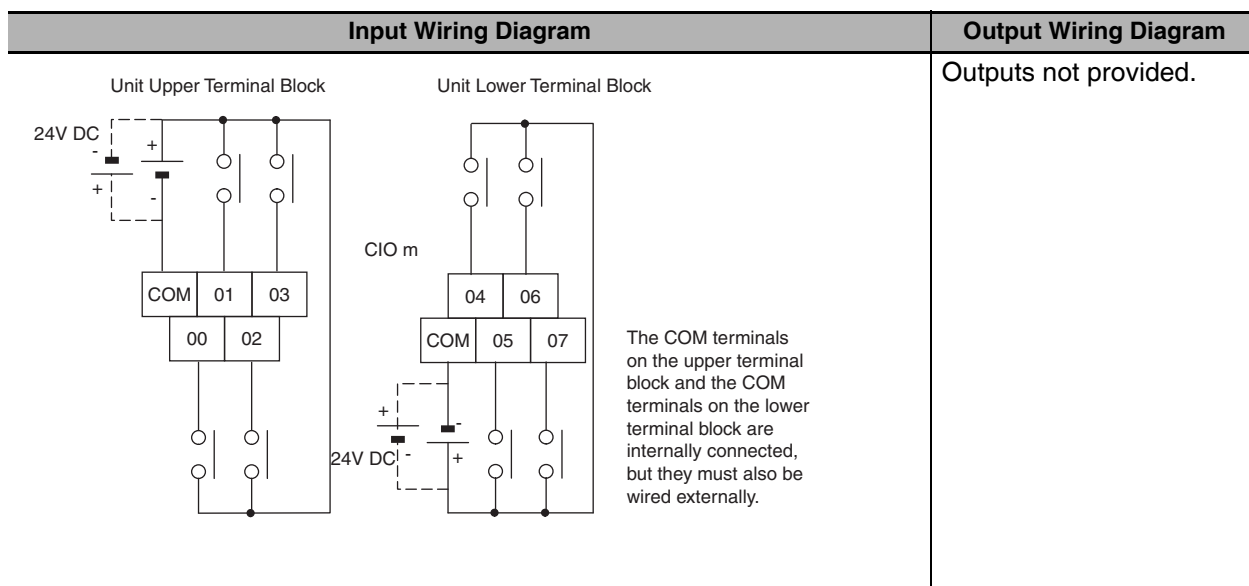 Input Wiring Diagram
Output Wiring Diagram
Unit Upper Terminal Block
Unit Lower Terminal Block
Outputs not provided.
24V DC
-
+
+
-
CIO m
COM 01 03
00 02
04 06
COM 05 07
+
-
24V DC
-
+
The COM terminals
on the upper terminal
block and the COM
terminals on the lower
terminal block are
internally connected,
but they must also be
wired externally.